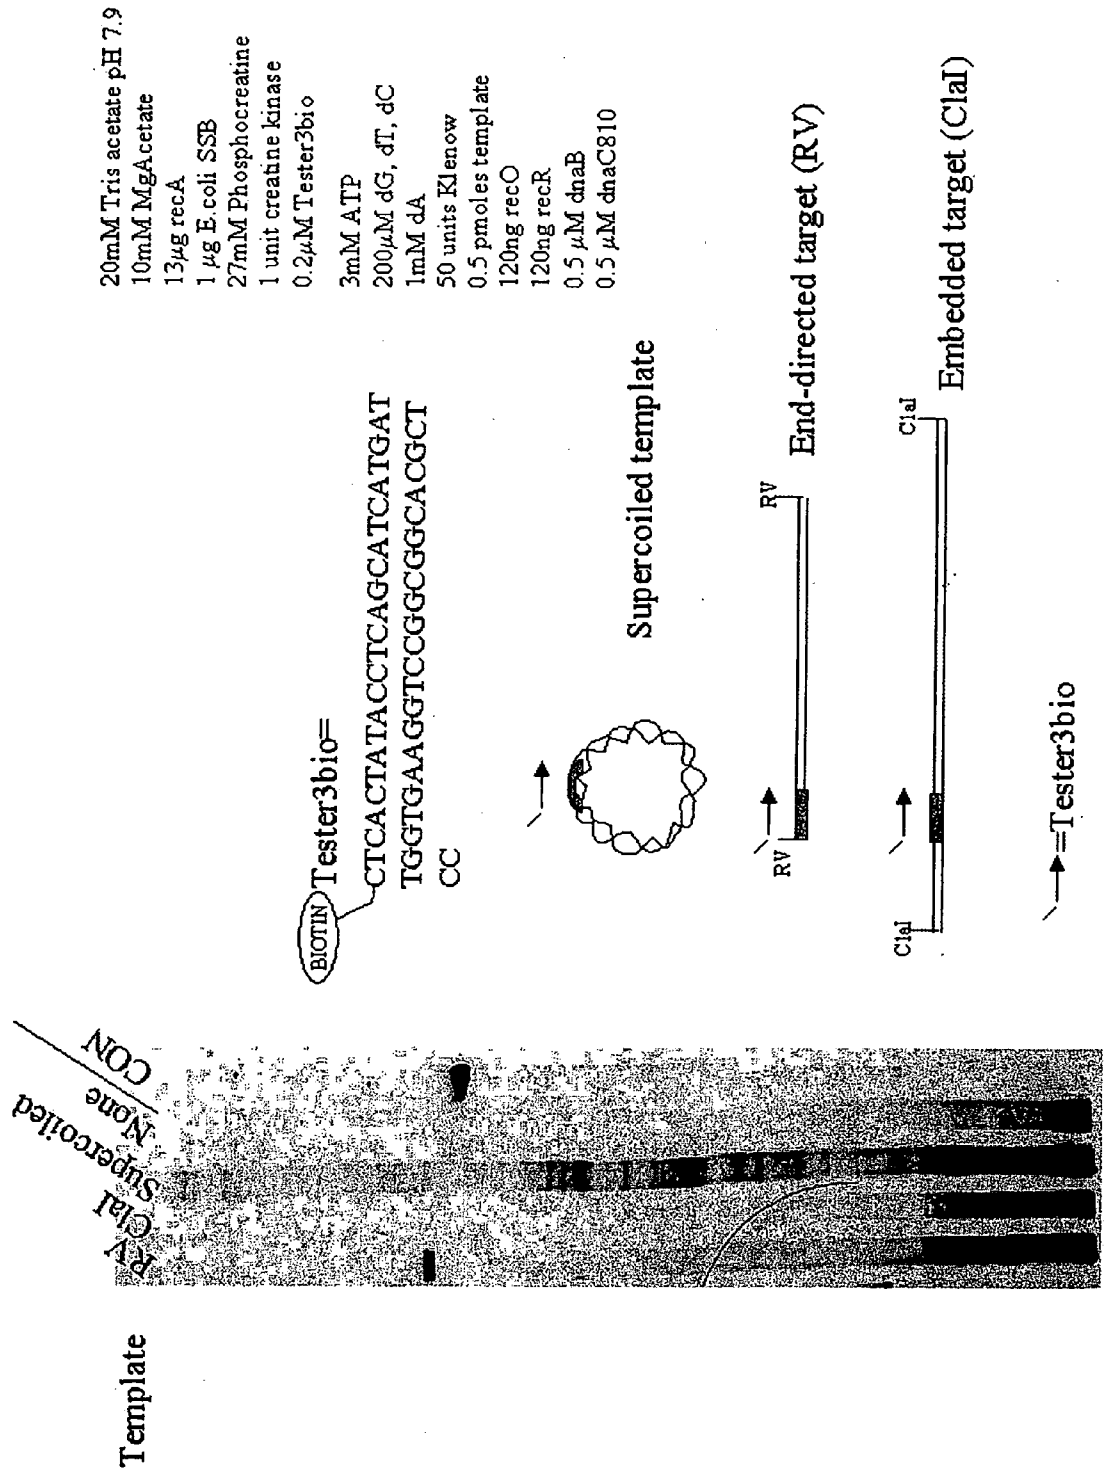 Template
RV
ClaI
Supercoiled
None
CON
BIOTIN
Tester3bio=
CTCACTATACCTCAGCATCATGAT
TGGTGAAGGTCCGGCGGCACGCT
CC
20mM Tris acetate pH 7.9
10mM MgAcetate
13µg recA
1 µg E.coli SSB
27mM Phosphocreatine
1 unit creatine kinase
0.2µM Tester3bio
3mM ATP
200µM dG, dT, dC
1mM dA
50 units Klenow
0.5 pmoles template
120ng recO
120ng recR
0.5 µM dnaB
0.5 µM dnaC810
Supercoiled template
RV
RV
End-directed target (RV)
ClaI
ClaI
Embedded target (ClaI)
=Tester3bio